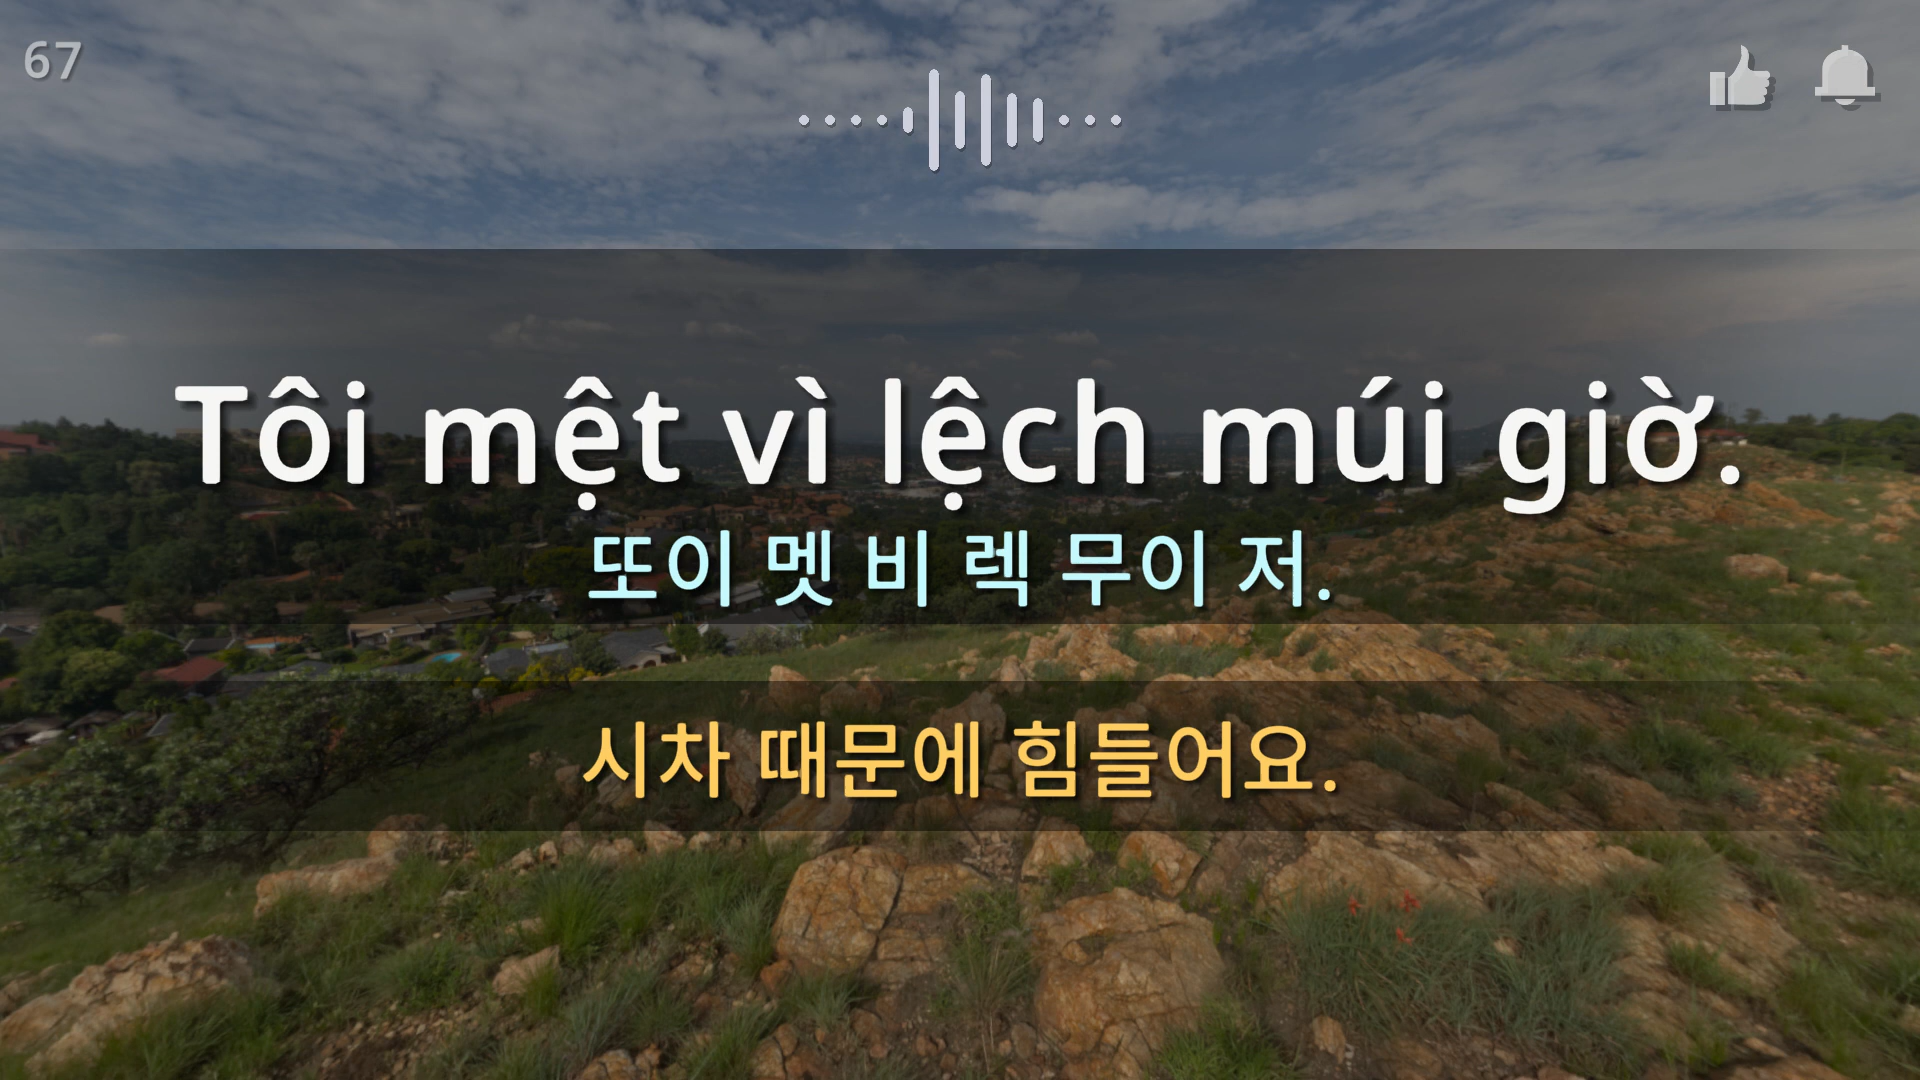 67
Tôi mệt vì lệch múi giờ.
또이 멧 비 렉 무이 저.
시차 때문에 힘들어요.